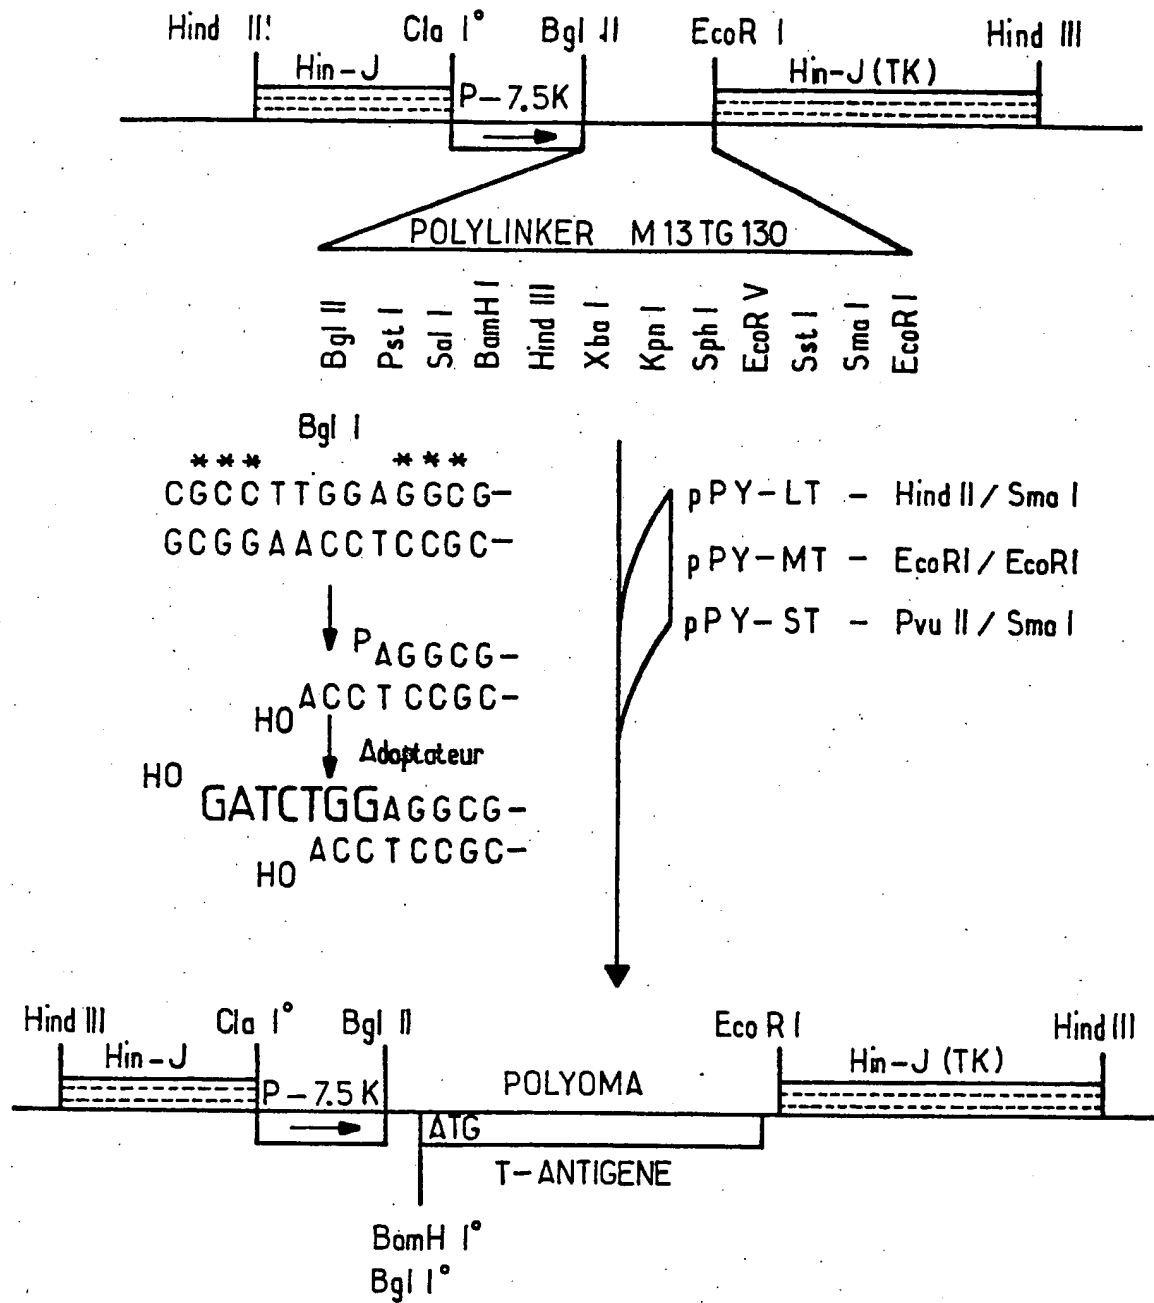 Hind II! Cla I° Bgl II EcoR I Hind III
Hin-J Hin-J (TK)
P-7.5K
POLYLINKER M13TG130
Bgl II
Pst I
Sal I
BamH I
Hind III
Xba I
Kpn I
Sph I
EcoR V
Sst I
Sma I
EcoR I
Bgl I
*** ***
CGCCTTGGAGGCG-
GCGGAACCTCCGC-
PAGGCG-
ACCTCCGC-
HO
Adaptateur
HO
GATCTGGAGGCG-
ACCTCCGC-
HO
pPY-LT - Hind II / Sma I
pPY-MT - EcoRI / EcoRI
pPY-ST - Pvu II / Sma I
Hind III Cla I° Bgl II Eco R I Hind III
Hin-J Hin-J (TK)
P-7.5K POLYOMA
ATG
T-ANTIGENE
BamH I°
Bgl I°